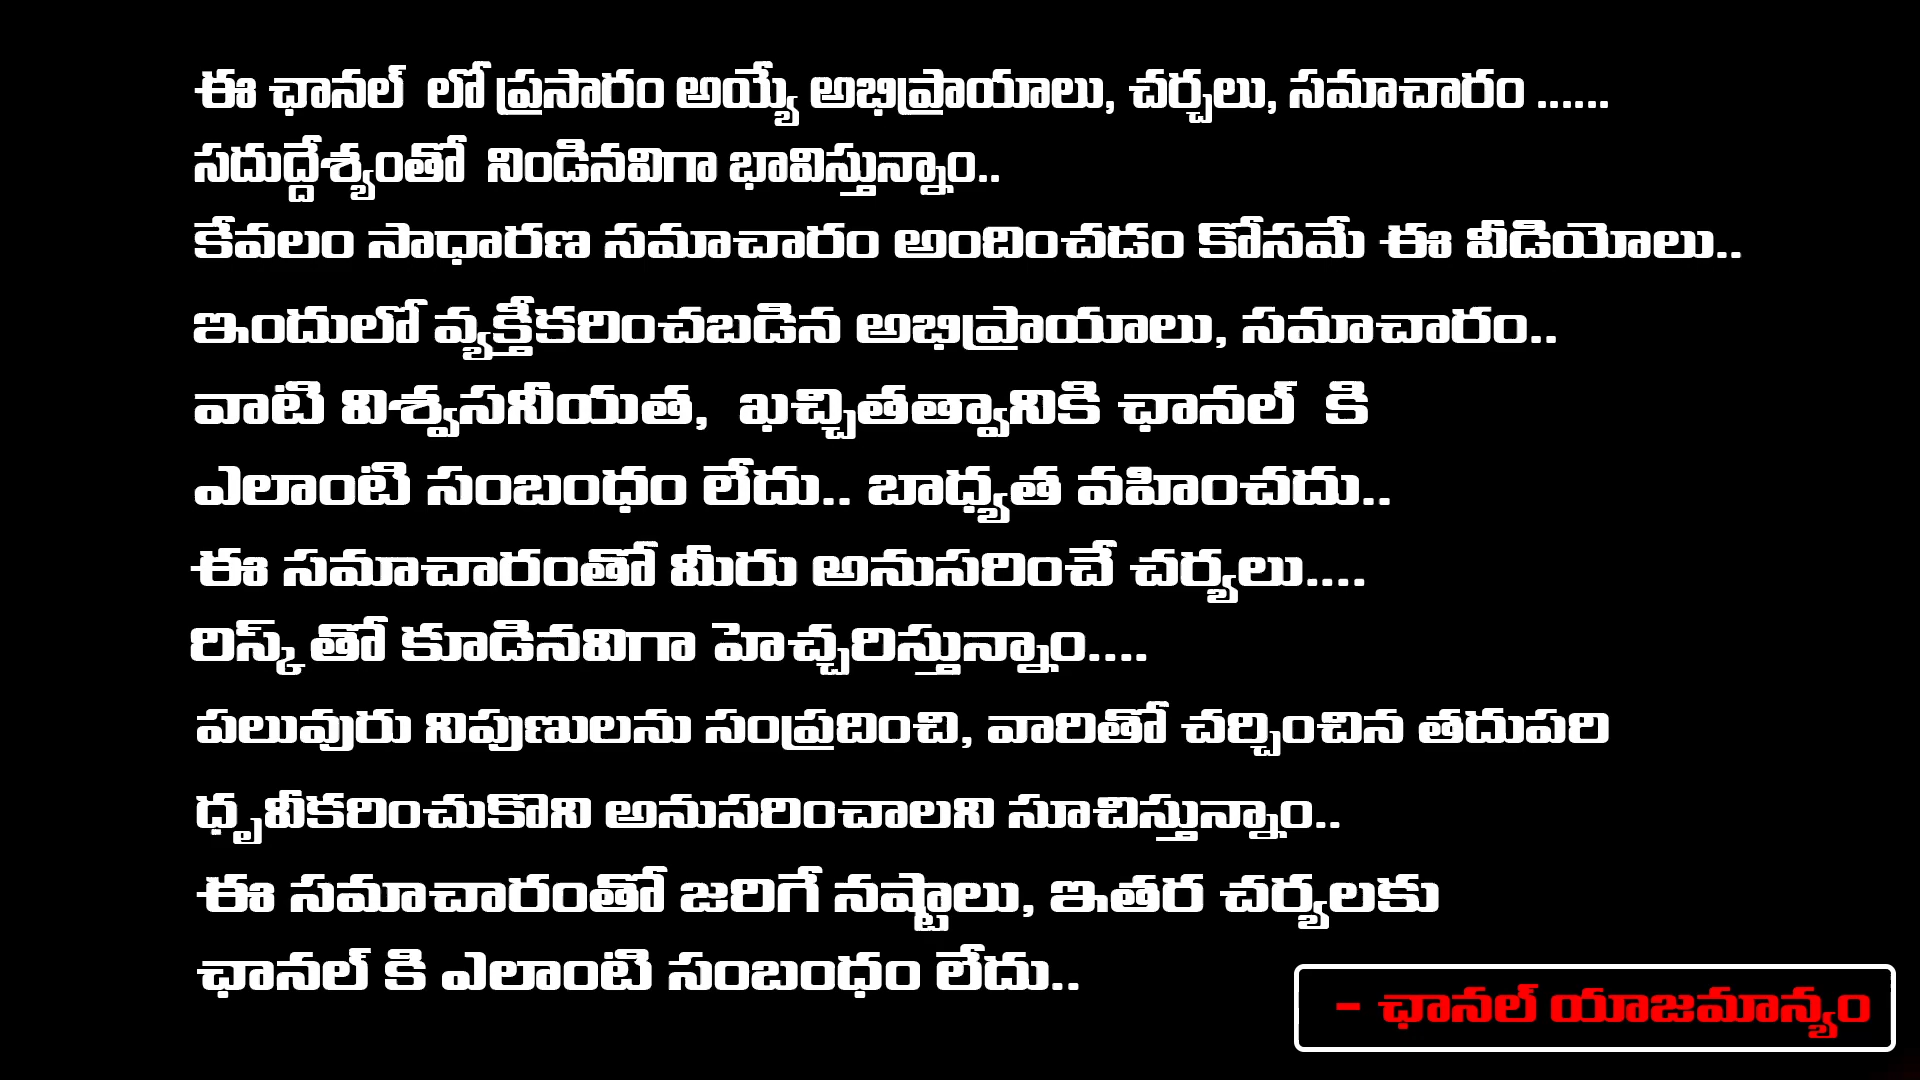 ఈ ఛానల్ లో ప్రసారం అయ్యే అభిప్రాయాలు, చర్చలు, సమాచారం ......
సదుద్దేశ్యంతో నిండినవిగా భావిస్తున్నాం..
కేవలం సాధారణ సమాచారం అందించడం కోసమే ఈ వీడియోలు..
ఇందులో వ్యక్తీకరించబడిన అభిప్రాయాలు, సమాచారం..
వాటి విశ్వసనీయత, ఖచ్చితత్వానికి ఛానల్ కి
ఎలాంటి సంబంధం లేదు.. బాధ్యత వహించదు..
ఈ సమాచారంతో మీరు అనుసరించే చర్యలు....
రిస్క్ తో కూడినవిగా హెచ్చరిస్తున్నాం....
పలువురు నిపుణులను సంప్రదించి, వారితో చర్చించిన తదుపరి
ధృవీకరించుకొని అనుసరించాలని సూచిస్తున్నాం..
ఈ సమాచారంతో జరిగే నష్టాలు, ఇతర చర్యలకు
ఛానల్ కి ఎలాంటి సంబంధం లేదు..
- ఛానల్ యాజమాన్యం